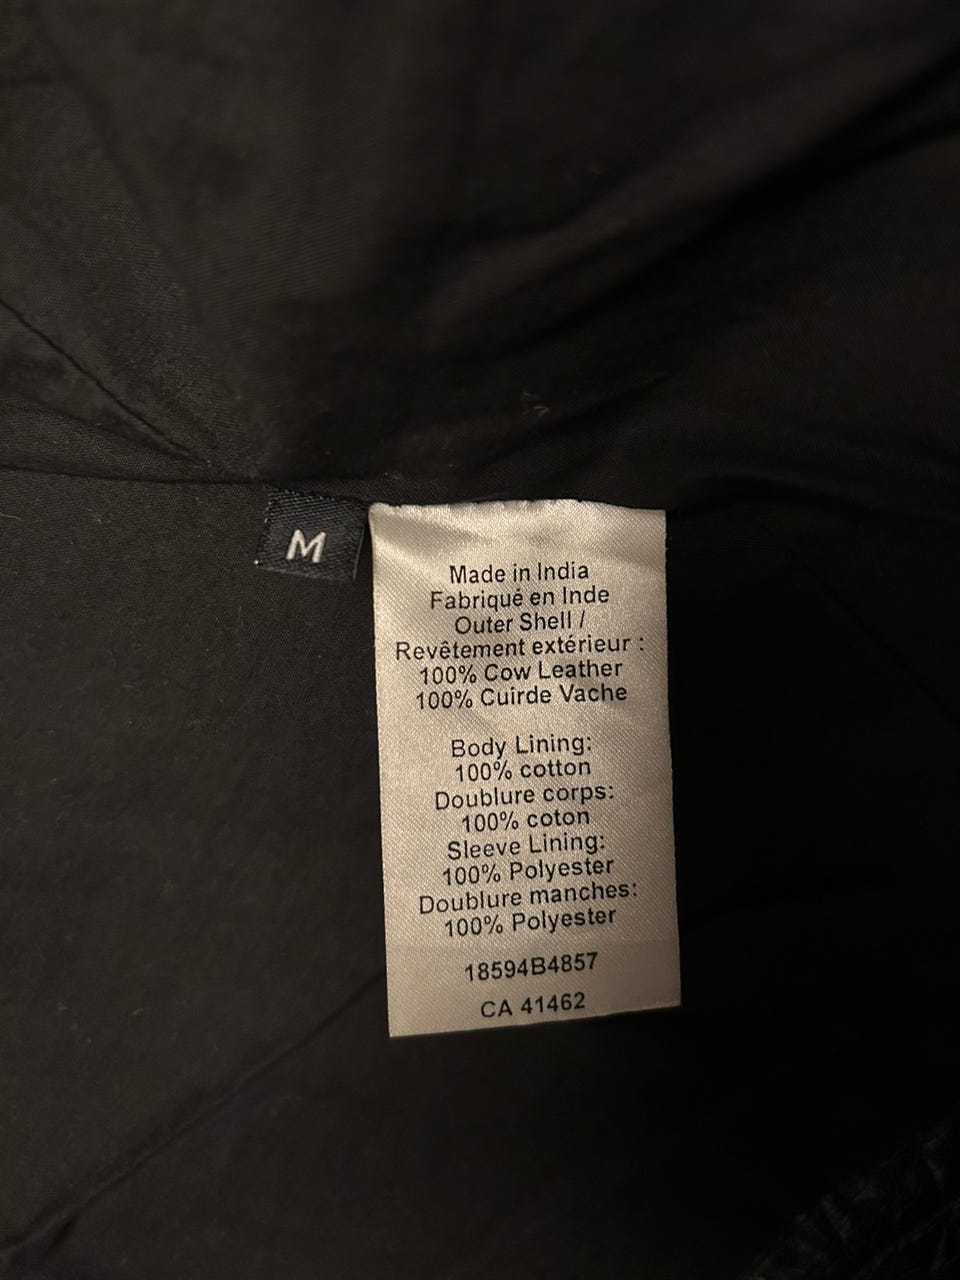 M
Made in India
Fabriqué en Inde
Outer Shell /
Revêtement extérieur :
100% Cow Leather
100% Cuirde Vache
Body Lining:
100% cotton
Doublure corps:
100% coton
Sleeve Lining:
100% Polyester
Doublure manches:
100% Polyester
18594B4857
CA 41462